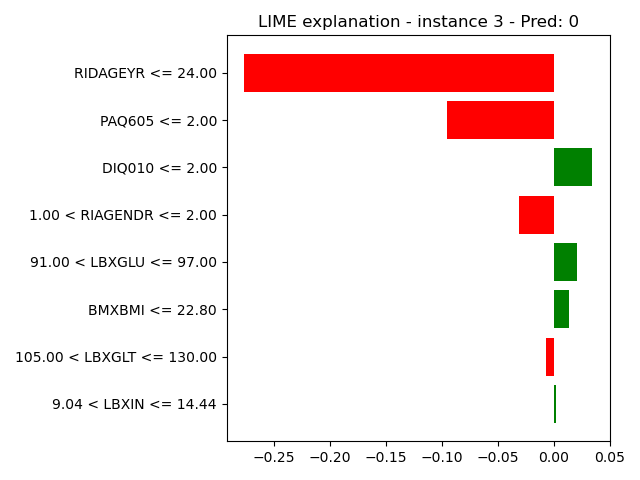 LIME explanation - instance 3 - Pred: 0
RIDAGEYR <= 24.00
PAQ605 <= 2.00
DIQ010 <= 2.00
1.00 < RIAGENDR <= 2.00
91.00 < LBXGLU <= 97.00
BMXBMI <= 22.80
105.00 < LBXGLT <= 130.00
9.04 < LBXIN <= 14.44
−0.25 −0.20 −0.15 −0.10 −0.05 0.00 0.05